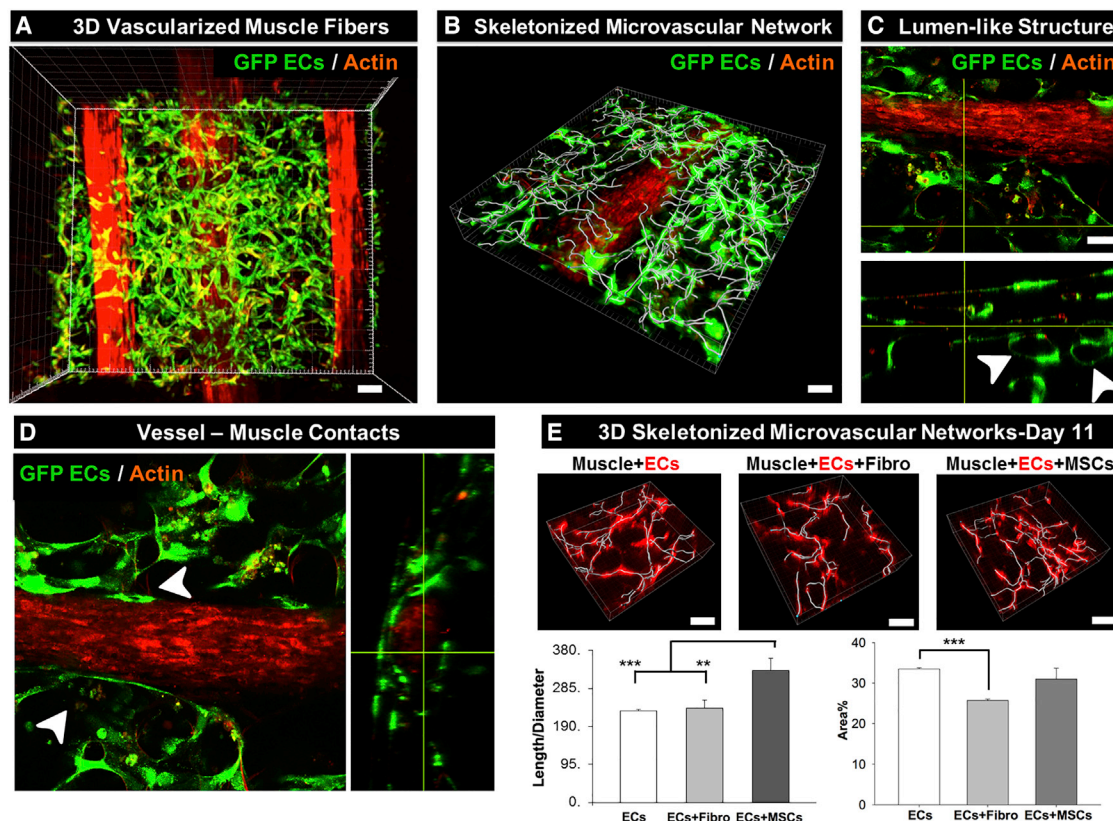 A 3D Vascularized Muscle Fibers
GFP ECs / Actin
B Skeletonized Microvascular Network
GFP ECs / Actin
C Lumen-like Structure
GFP ECs / Actin
D Vessel – Muscle Contacts
GFP ECs / Actin
E 3D Skeletonized Microvascular Networks-Day 11
Muscle+ECs
Muscle+ECs+Fibro
Muscle+ECs+MSCs
Length/Diameter
380.
285.
190.
95.
0.
***
**
ECs
ECs+Fibro
ECs+MSCs
Area%
40
30
20
10
0
***
ECs
ECs+Fibro
ECs+MSCs